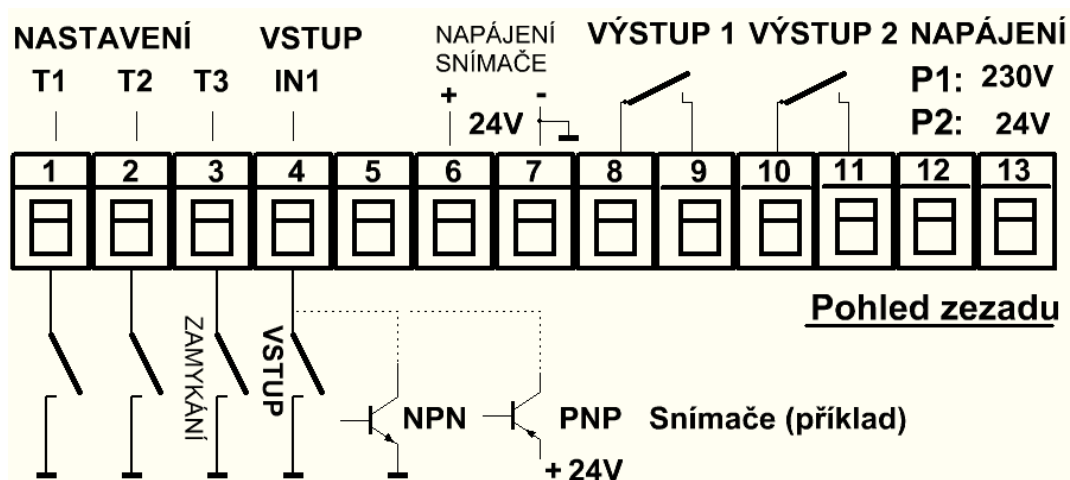 NASTAVENÍ VSTUP NAPÁJENÍ SNÍMAČE VÝSTUP 1 VÝSTUP 2 NAPÁJENÍ
T1 T2 T3 IN1 + - P1: 230V
24V P2: 24V
1 2 3 4 5 6 7 8 9 10 11 12 13
Pohled zezadu
ZAMYKÁNÍ
VSTUP
NPN PNP Snímače (příklad)
+ 24V